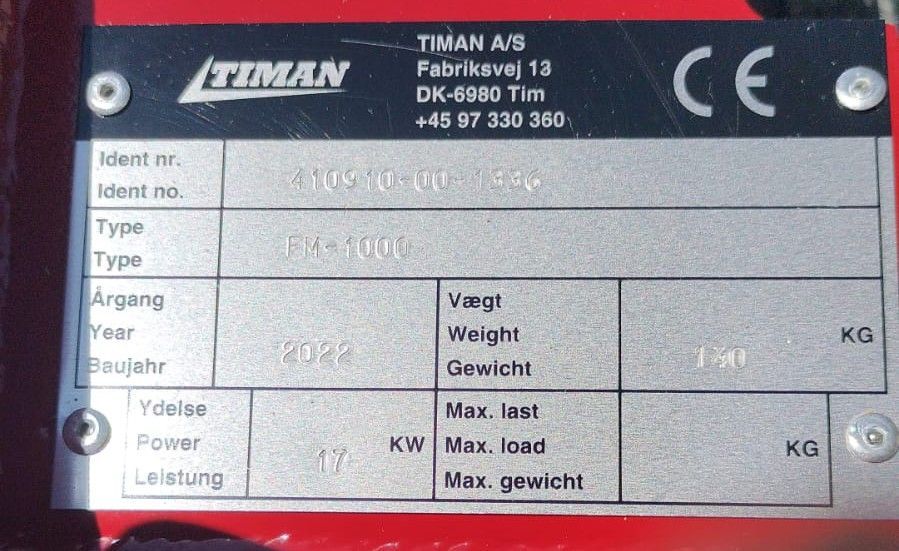 TIMAN
TIMAN A/S
Fabriksvej 13
DK-6980 Tim
+45 97 330 360
CE
Ident nr.
Ident no.
410910-00-1336
Type
Type
FM-1000
Årgang
Year
Baujahr
2022
Vægt
Weight
Gewicht
130
KG
Ydelse
Power
Leistung
17
KW
Max. last
Max. load
Max. gewicht
KG